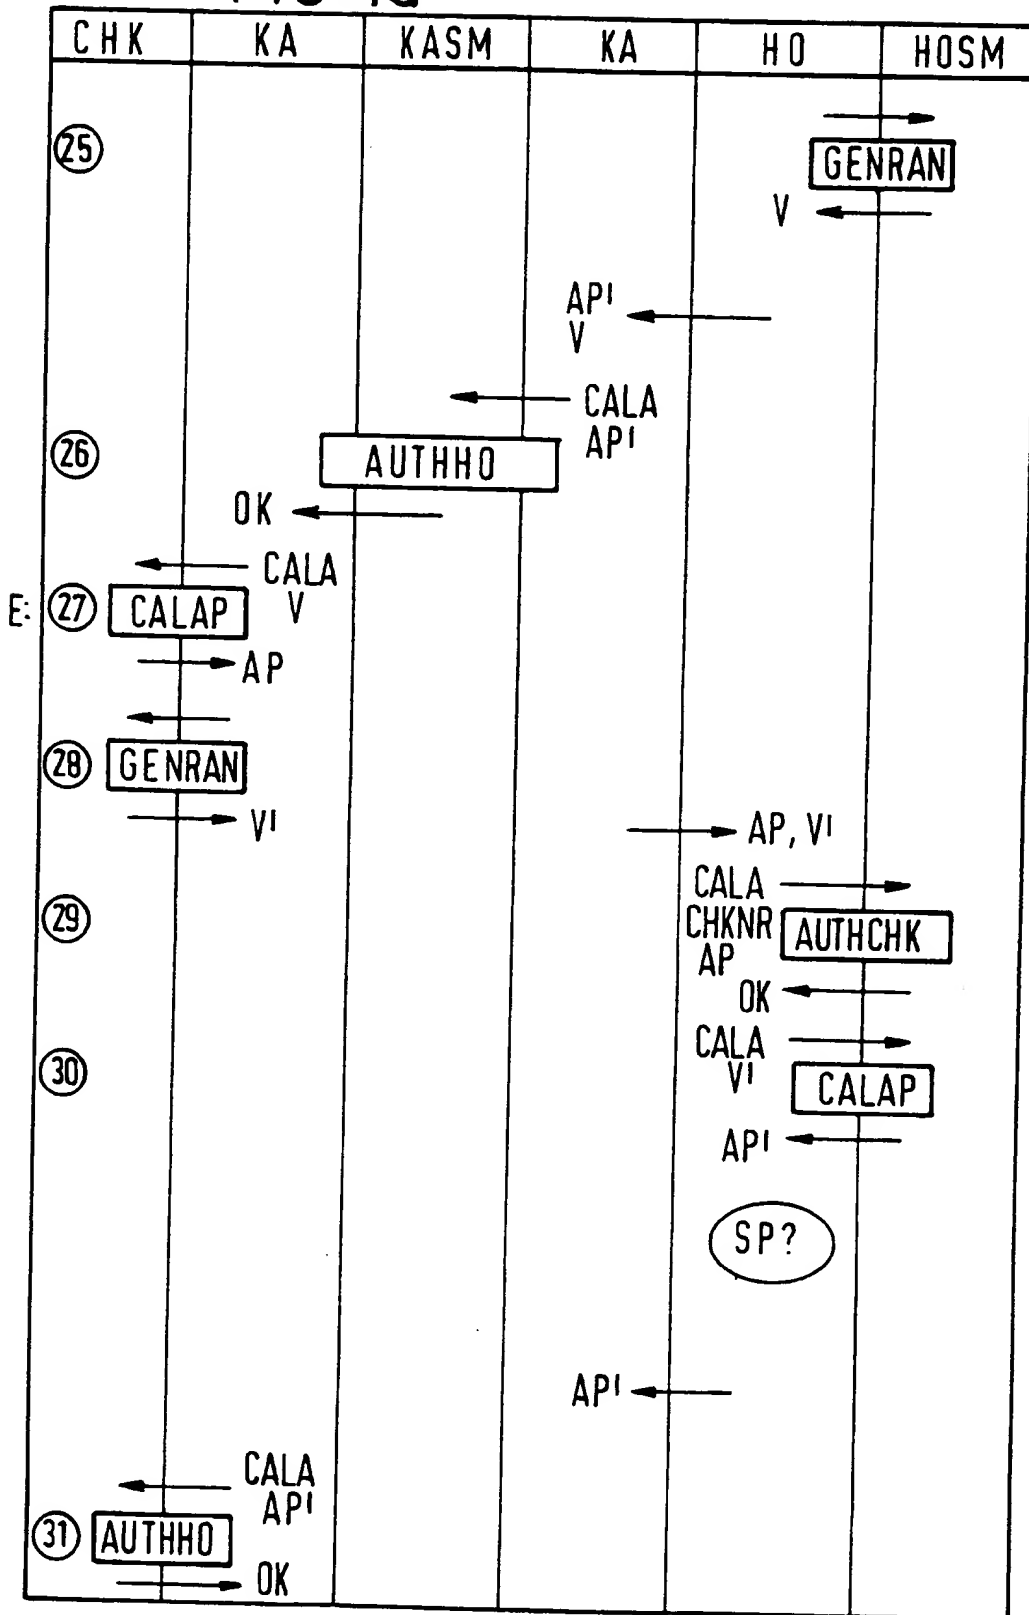 CHK KA KASM KA HO HOSM
25
GENRAN
V
AP'
V
CALA
AP'
26
AUTHHO
OK
CALA
V
E: 27 CALAP
AP
28 GENRAN
V'
AP, V'
CALA
29 CHKNR AUTHCHK
AP
OK
CALA
30 V' CALAP
AP'
SP?
AP'
CALA
AP'
31 AUTHHO
OK